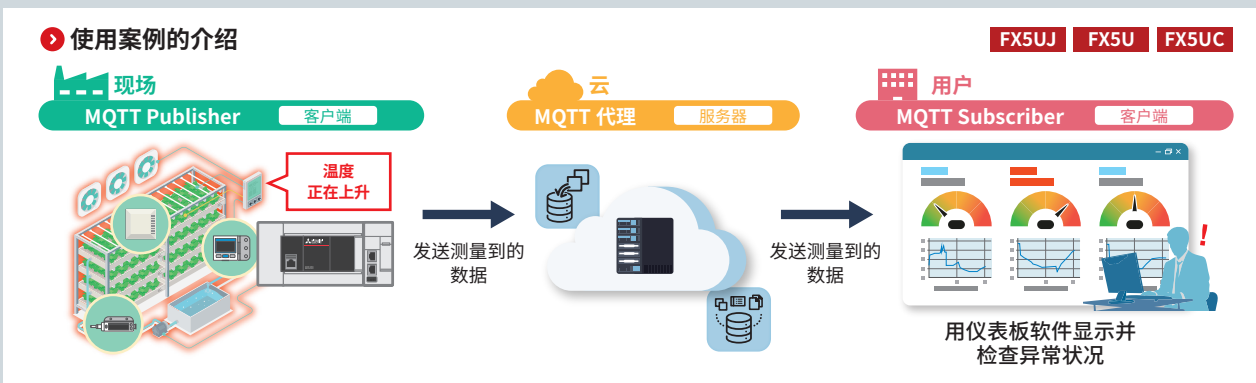 使用案例的介绍
FX5UJ FX5U FX5UC
现场
MQTT Publisher 客户端
云
MQTT 代理 服务器
用户
MQTT Subscriber 客户端
温度
正在上升
发送测量到的
数据
发送测量到的
数据
!
用仪表板软件显示并
检查异常状况